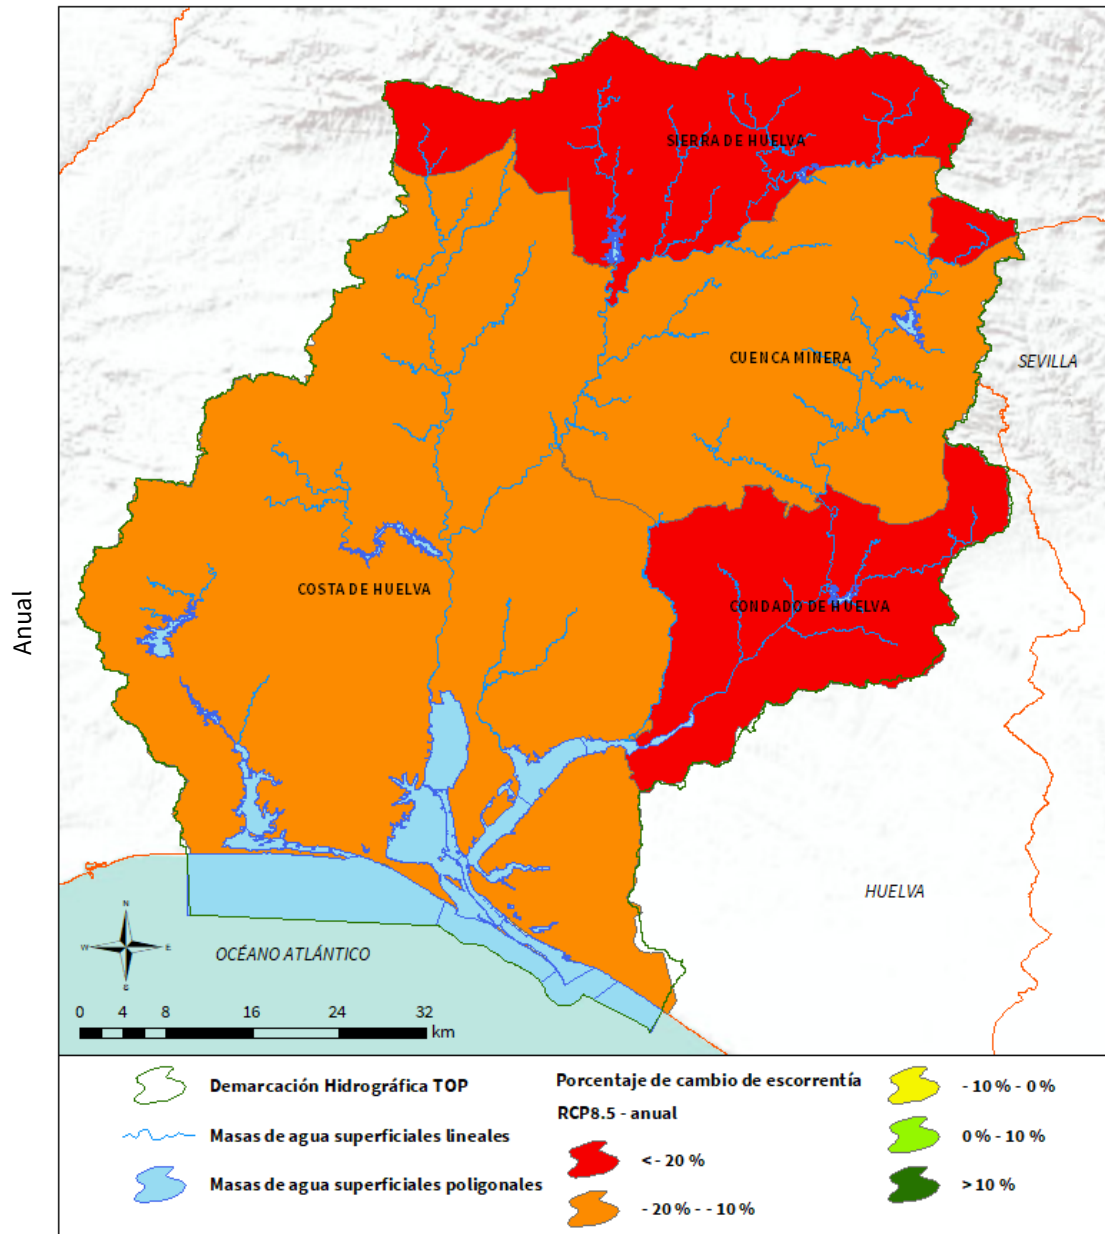 SIERRA DE HUELVA
CUENCA MINERA
SEVILLA
COSTA DE HUELVA
CONDADO DE HUELVA
Anual
HUELVA
OCÉANO ATLÁNTICO
N
W E
S
0 4 8 16 24 32
km
Demarcación Hidrográfica TOP
Masas de agua superficiales lineales
Masas de agua superficiales poligonales
Porcentaje de cambio de escorrentía
RCP8.5 - anual
< - 20 %
- 20 % - - 10 %
- 10 % - 0 %
0 % - 10 %
> 10 %